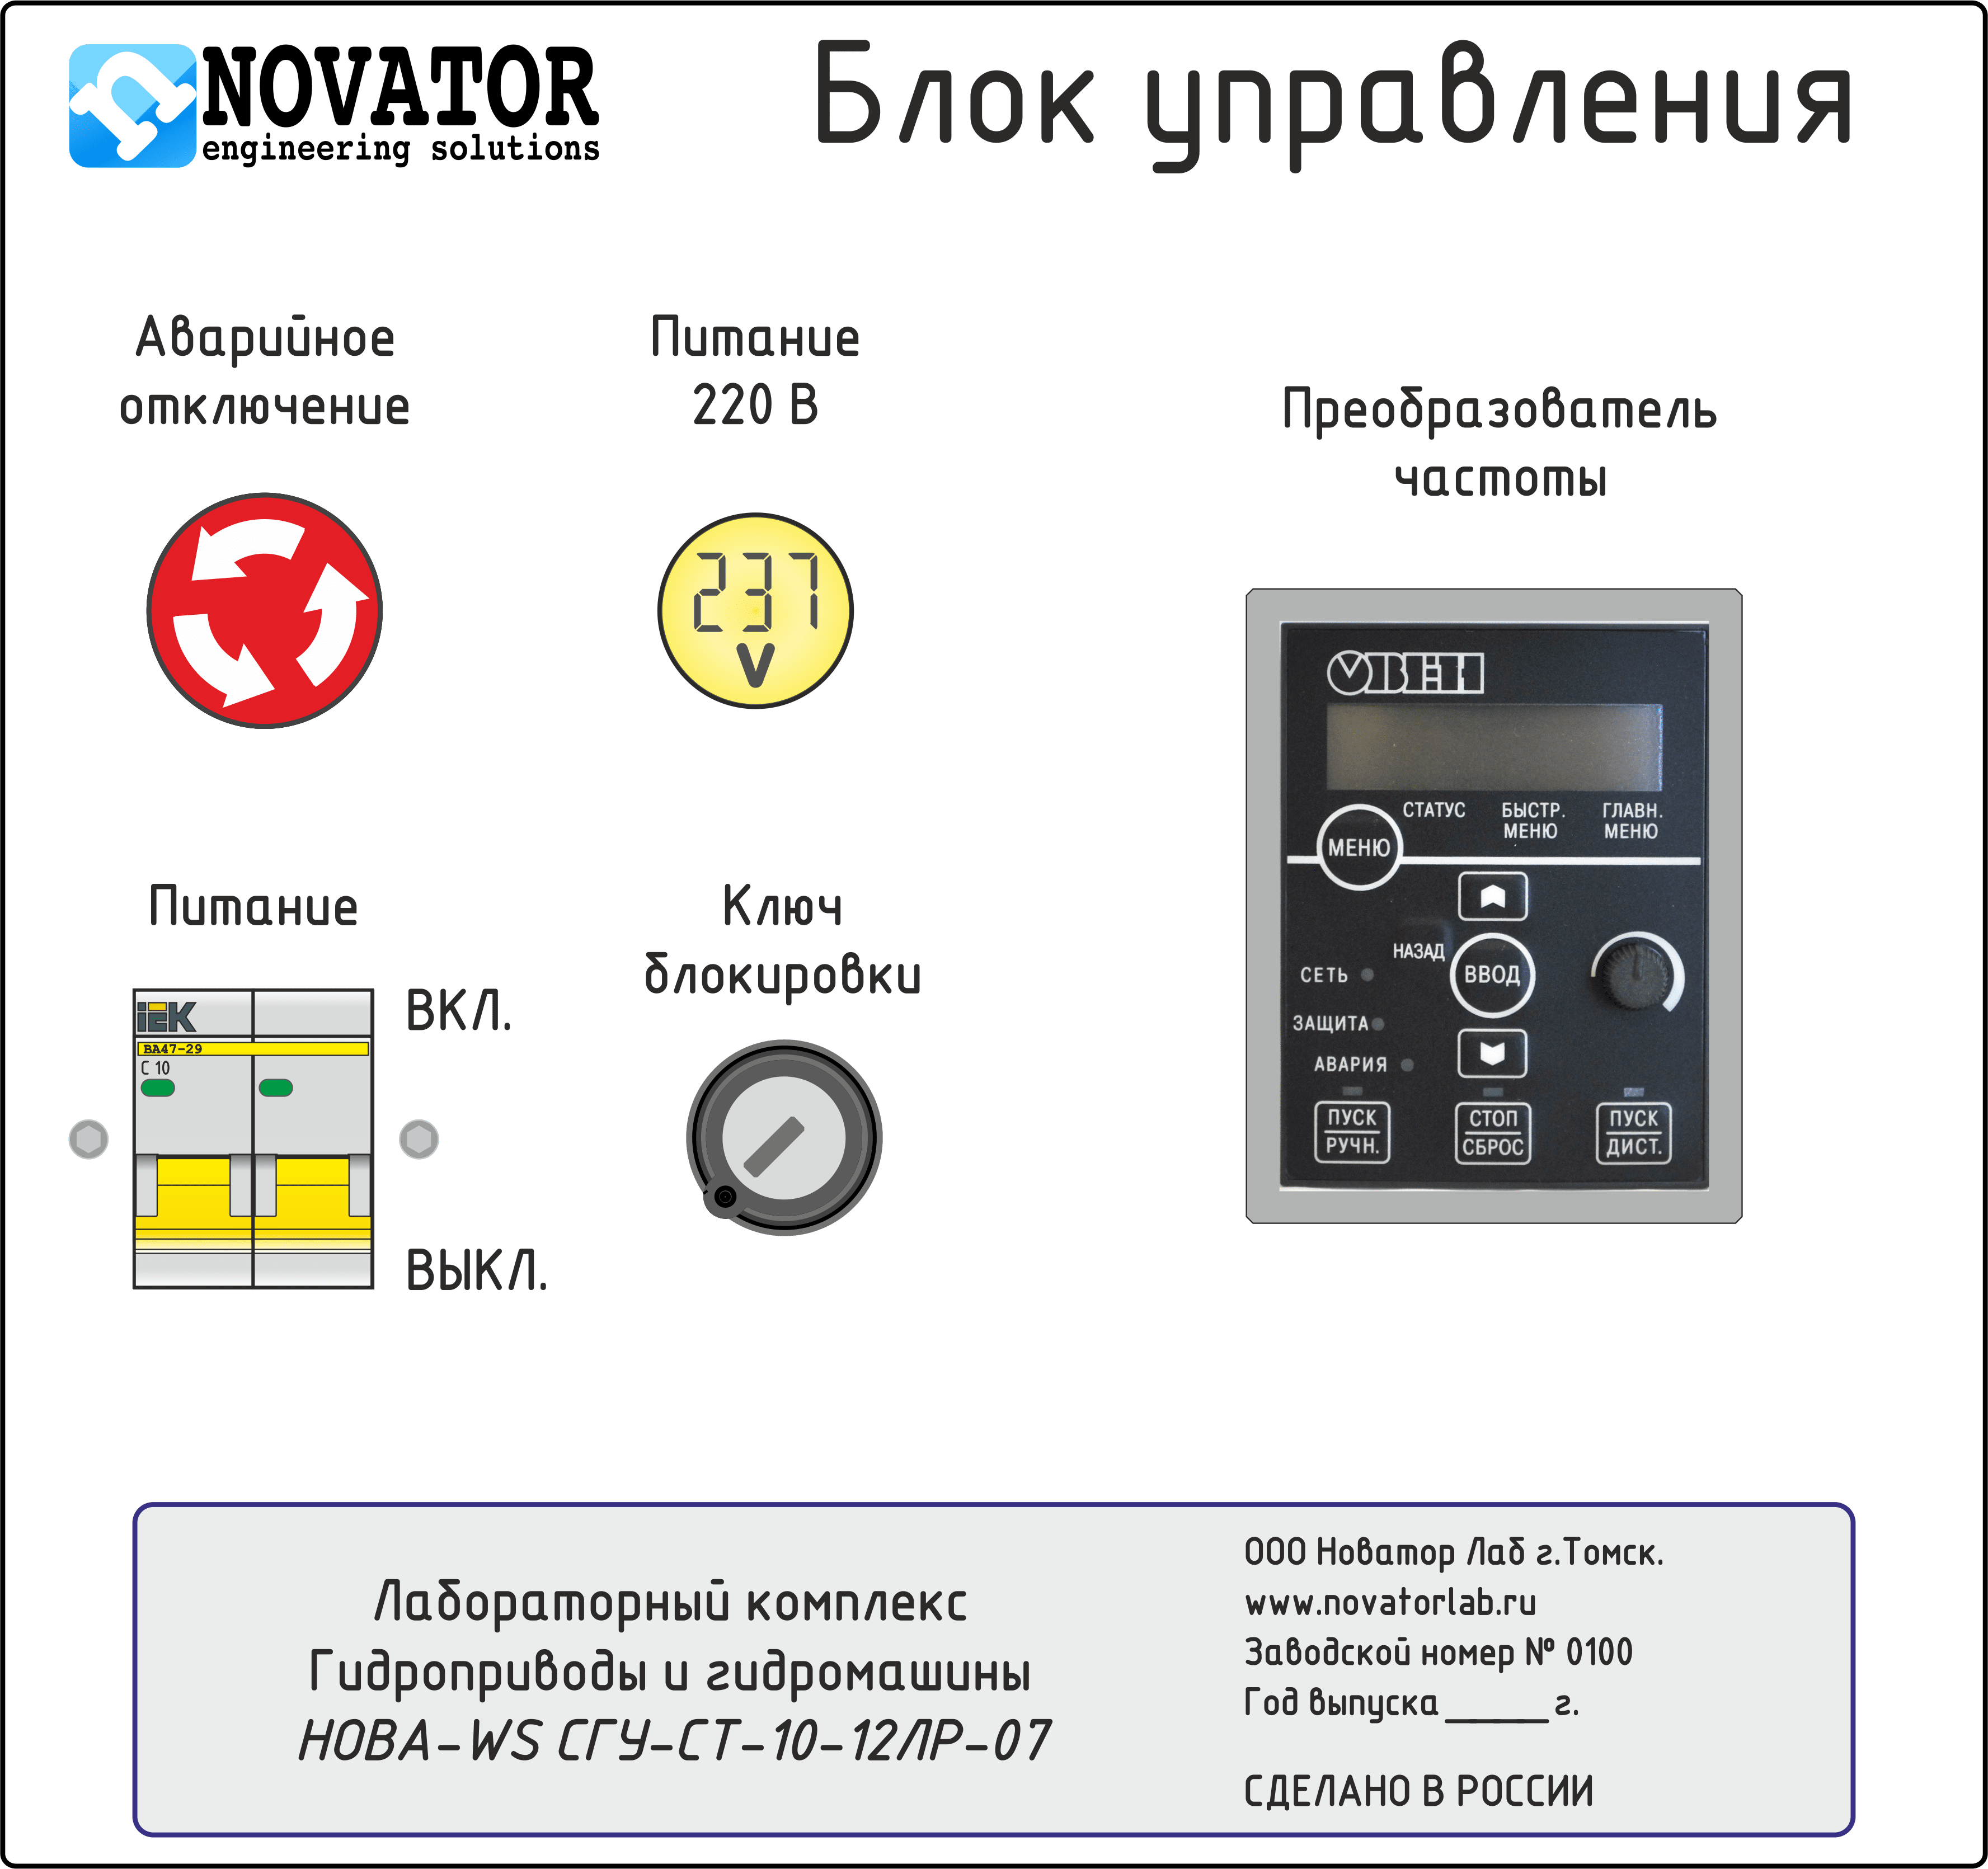 NOVATOR
engineering solutions
Блок управления
Аварийное
отключение
Питание
220 В
237
V
Преобразователь
частоты
ОВЕН
СТАТУС
БЫСТР.
МЕНЮ
ГЛАВН.
МЕНЮ
МЕНЮ
НАЗАД
ВВОД
СЕТЬ
ЗАЩИТА
АВАРИЯ
ПУСК
РУЧН.
СТОП
СБРОС
ПУСК
ДИСТ.
Питание
ВКЛ.
IEK
ВА47-29
C 10
ВЫКЛ.
Ключ
блокировки
Лабораторный комплекс
Гидроприводы и гидромашины
НОВА-WS СГУ-СТ-10-12ЛР-07
ООО Новатор Лаб г.Томск.
www.novatorlab.ru
Заводской номер № 0100
Год выпуска _____ г.
СДЕЛАНО В РОССИИ